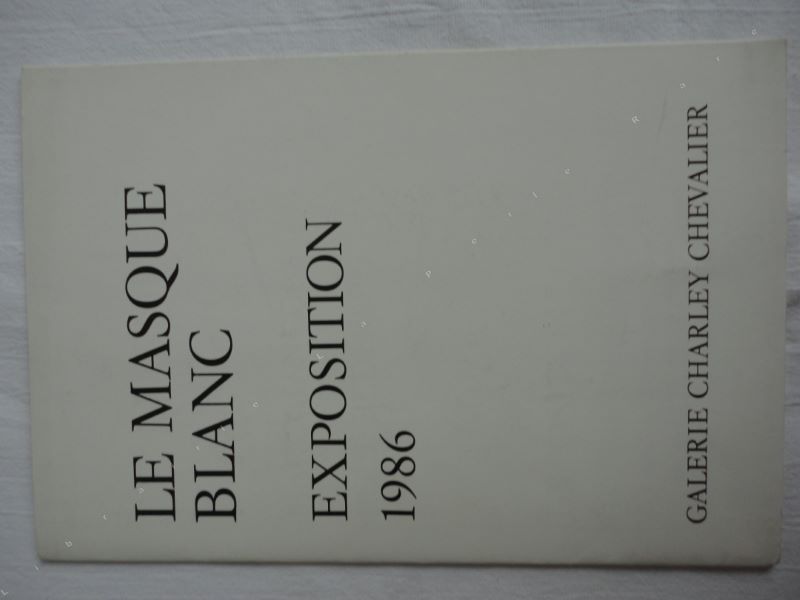 LE MASQUE
BLANC
EXPOSITION
1986
GALERIE CHARLEY CHEVALIER